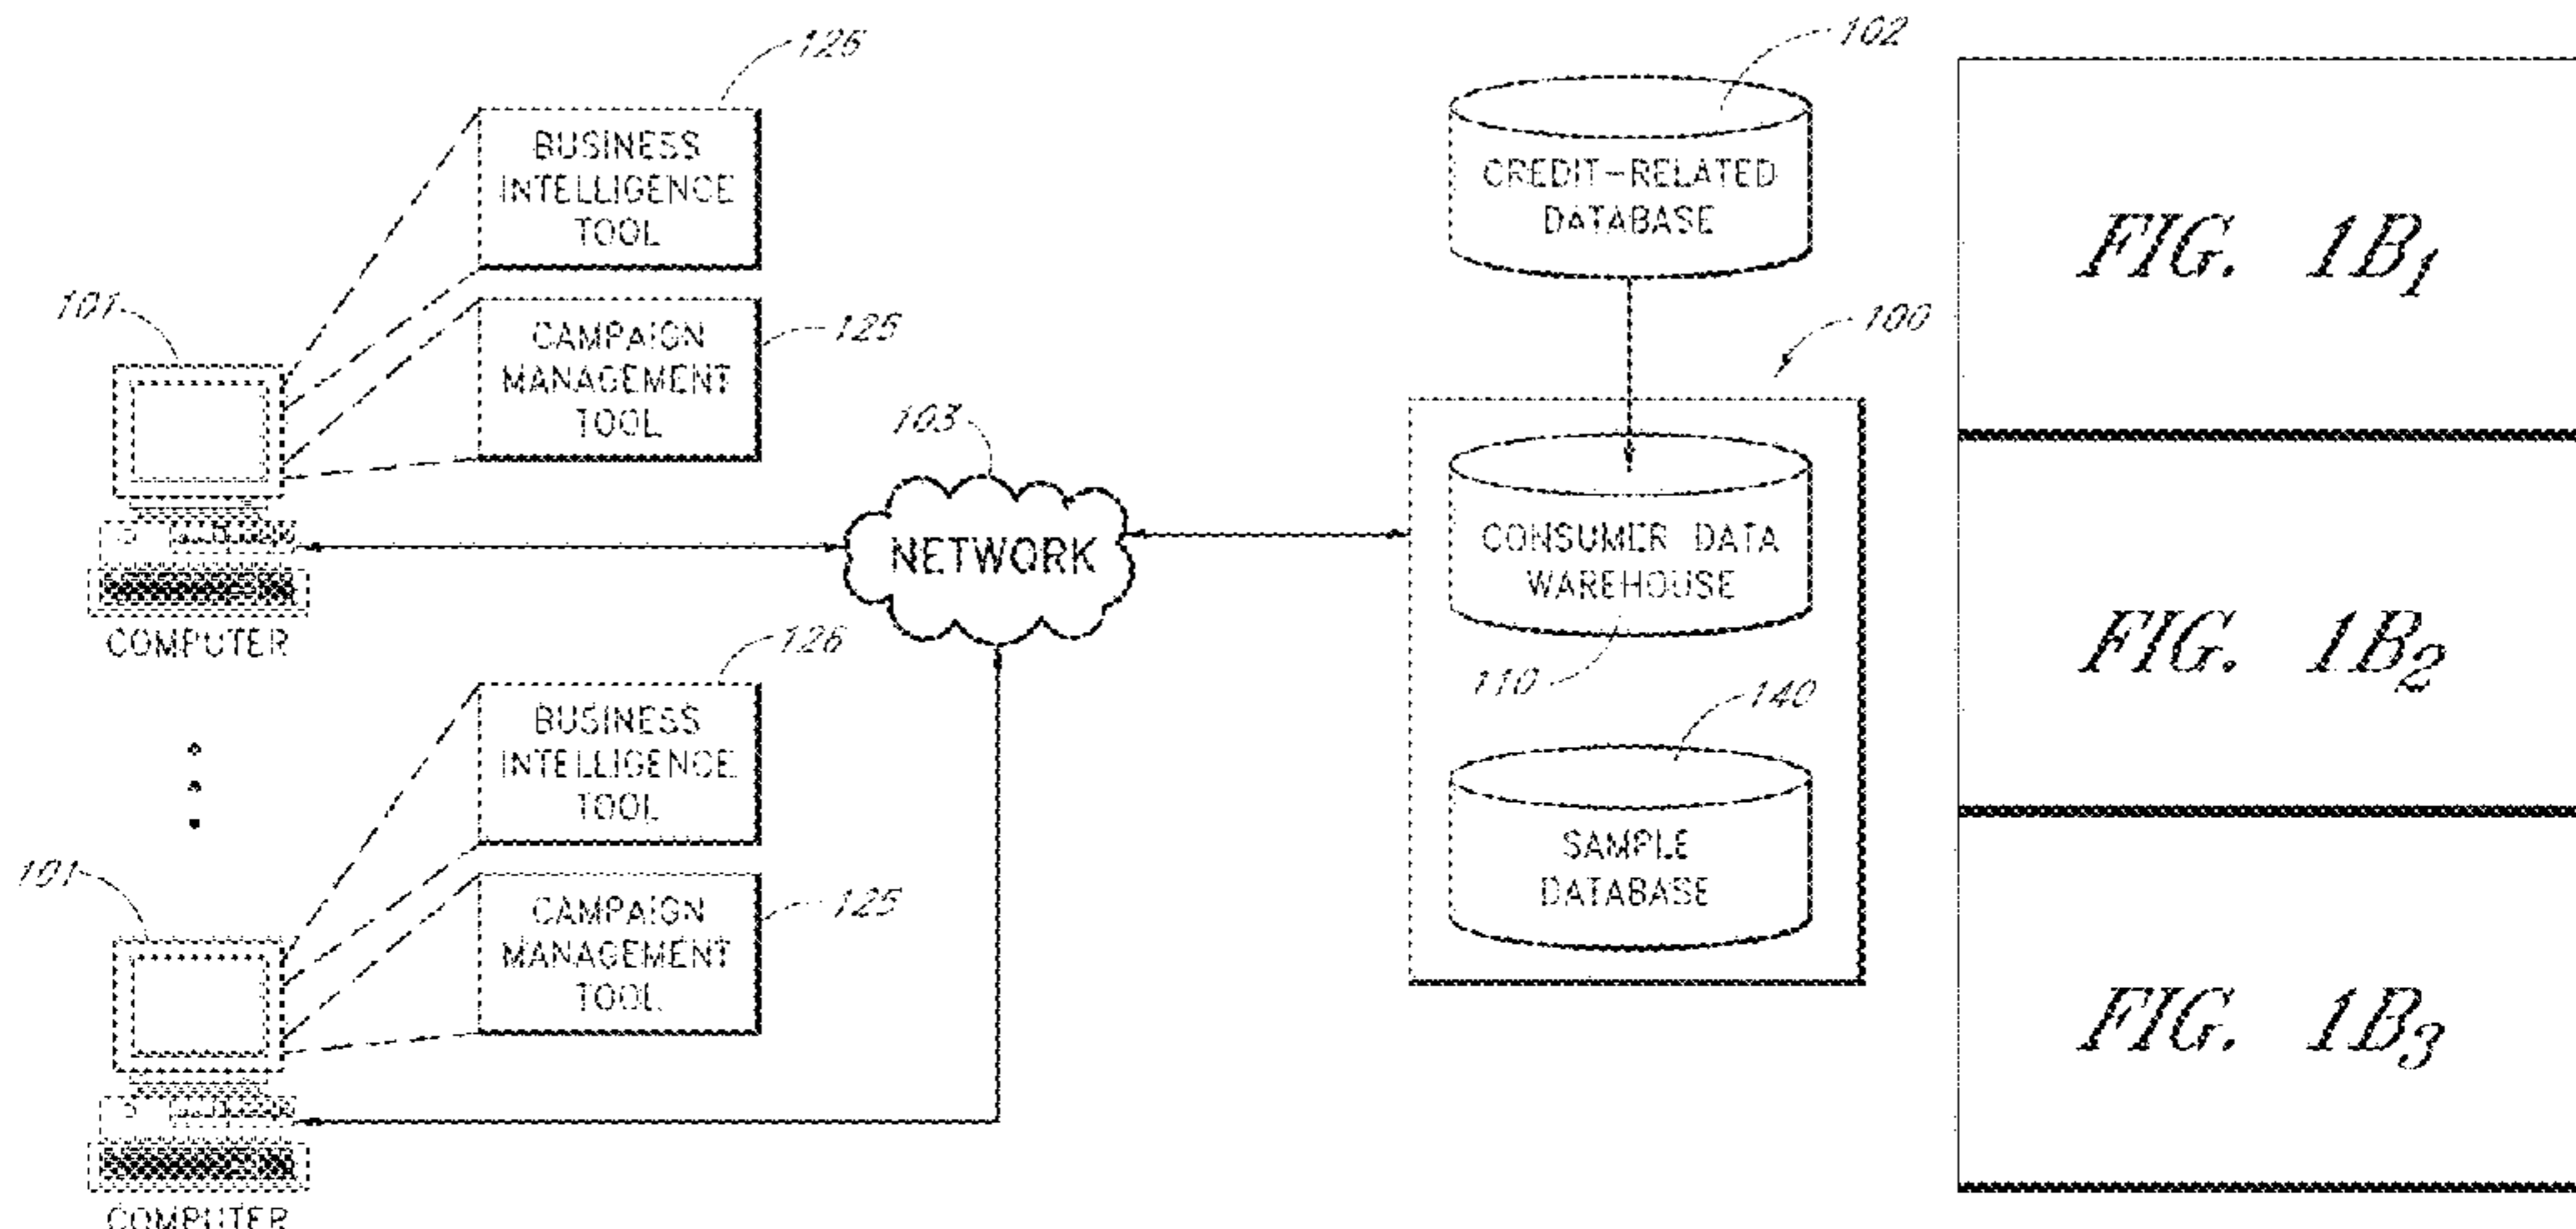 126
BUSINESS
INTELLIGENCE
TOOL
101
CAMPAIGN
MANAGEMENT
TOOL
125
COMPUTER
103
NETWORK
126
BUSINESS
INTELLIGENCE
TOOL
101
CAMPAIGN
MANAGEMENT
TOOL
125
COMPUTER
102
CREDIT-RELATED
DATABASE
100
CONSUMER DATA
WAREHOUSE
110
140
SAMPLE
DATABASE
FIG. 1B1
FIG. 1B2
FIG. 1B3